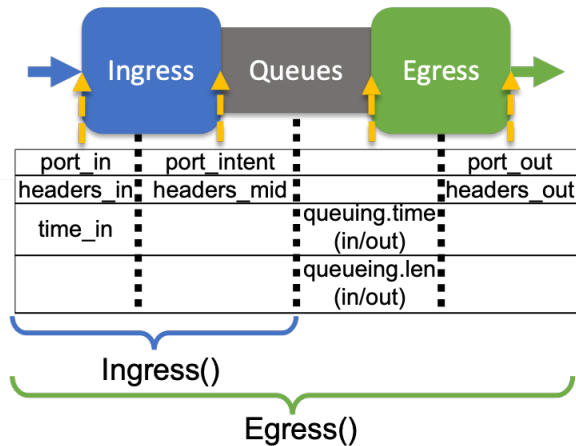 Ingress Queues Egress
port_in port_intent port_out
headers_in headers_mid headers_out
time_in queuing.time
(in/out)
queueing.len
(in/out)
Ingress()
Egress()